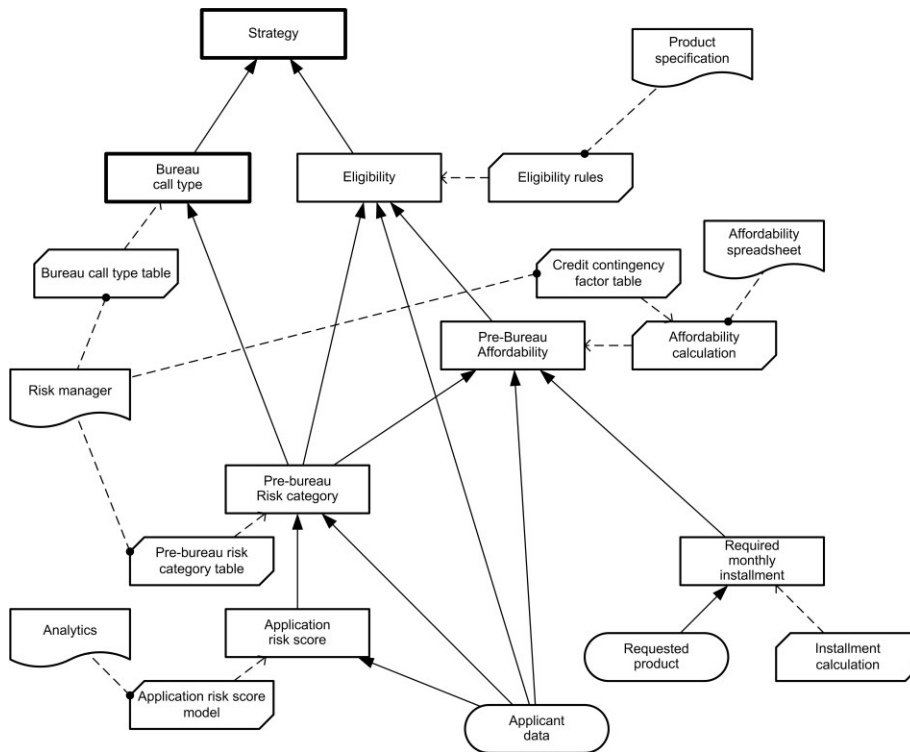 Strategy
Product
specification
Bureau
call type
Eligibility
Eligibility rules
Bureau call type table
Credit contingency
factor table
Affordability
spreadsheet
Pre-Bureau
Affordability
Affordability
calculation
Risk manager
Pre-bureau
Risk category
Pre-bureau risk
category table
Required
monthly
installment
Analytics
Application
risk score
Requested
product
Installment
calculation
Application risk score
model
Applicant
data